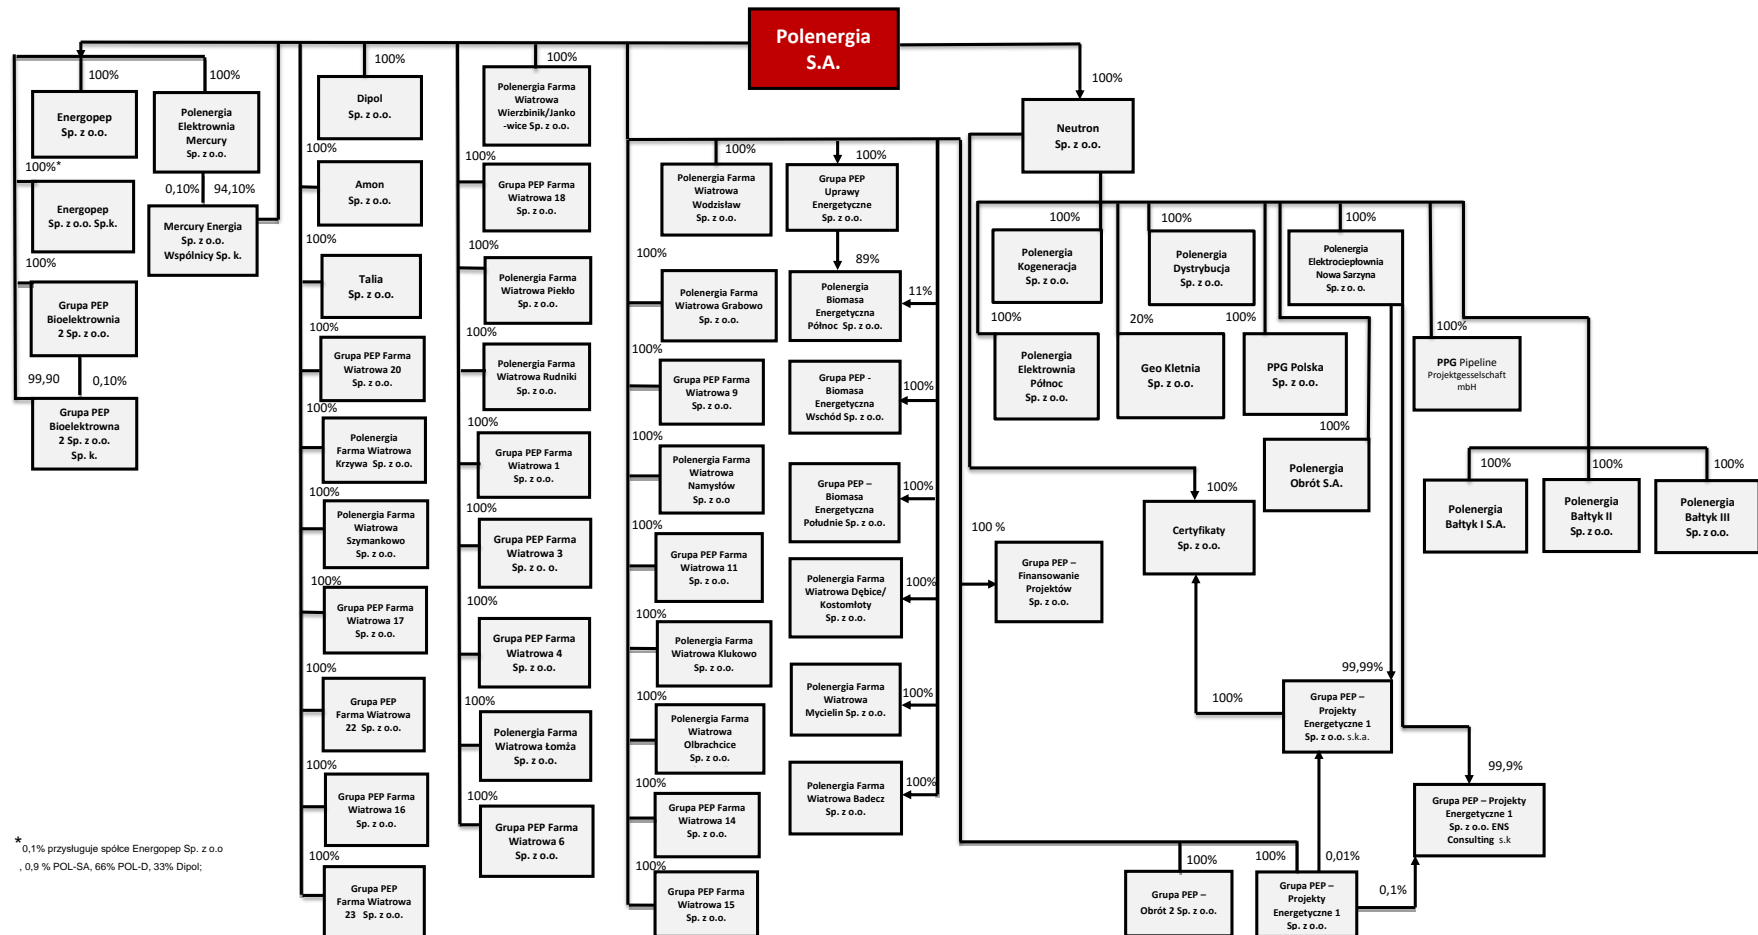 Polenergia
S.A.
100%
Energopep
Sp. z o.o.
100%
Polenergia
Elektrownia
Mercury
Sp. z o.o.
100%*
Energopep
Sp. z o.o. Sp.k.
0,10%
94,10%
Mercury Energia
Sp. z o.o.
Wspólnicy Sp. k.
100%
Grupa PEP
Bioelektrownia
2 Sp. z o.o.
99,90
0,10%
Grupa PEP
Bioelektrowna
2 Sp. z o.o.
Sp. k.
*0,1% przysługuje spółce Energopep Sp. z o.o
, 0,9 % POL-SA, 66% POL-D, 33% Dipol;
100%
Dipol
Sp. z o.o.
100%
Amon
Sp. z o.o.
100%
Talia
Sp. z o.o.
100%
Grupa PEP Farma
Wiatrowa 20
Sp. z o.o.
100%
Polenergia
Farma Wiatrowa
Krzywa Sp. z o.o.
100%
Polenergia Farma
Wiatrowa
Szymankowo
Sp. z o.o.
100%
Grupa PEP Farma
Wiatrowa 17
Sp. z o.o.
100%
Grupa PEP
Farma Wiatrowa
22 Sp. z o.o.
100%
Grupa PEP Farma
Wiatrowa 16
Sp. z o.o.
100%
Grupa PEP
Farma Wiatrowa
23 Sp. z o.o.
100%
Polenergia Farma
Wiatrowa
Wierzbinik/Janko
-wice Sp. z o.o.
100%
Grupa PEP Farma
Wiatrowa 18
Sp. z o.o.
100%
Polenergia Farma
Wiatrowa Piekło
Sp. z o.o.
100%
Polenergia Farma
Wiatrowa Rudniki
Sp. z o.o.
100%
Grupa PEP Farma
Wiatrowa 1
Sp. z o.o.
100%
Grupa PEP Farma
Wiatrowa 3
Sp. z o. o.
100%
Grupa PEP Farma
Wiatrowa 4
Sp. z o.o.
100%
Polenergia Farma
Wiatrowa Łomża
Sp. z o.o.
100%
Grupa PEP Farma
Wiatrowa 6
Sp. z o.o.
100%
Polenergia Farma
Wiatrowa
Wodzisław
Sp. z o.o.
100%
Polenergia Farma
Wiatrowa Grabowo
Sp. z o.o.
100%
Grupa PEP Farma
Wiatrowa 9
Sp. z o.o.
100%
Polenergia Farma
Wiatrowa
Namysłów
Sp. z o.o
100%
Grupa PEP Farma
Wiatrowa 11
Sp. z o.o.
100%
Polenergia Farma
Wiatrowa Klukowo
Sp. z o.o.
100%
Polenergia Farma
Wiatrowa
Olbrachcice
Sp. z o.o.
100%
Grupa PEP Farma
Wiatrowa 14
Sp. z o.o.
100%
Grupa PEP Farma
Wiatrowa 15
Sp. z o.o.
100%
Grupa PEP
Uprawy
Energetyczne
Sp. z o.o.
89%
Polenergia
Biomasa
Energetyczna
Północ Sp. z o.o.
11%
Grupa PEP -
Biomasa
Energetyczna
Wschód Sp. z o.o.
100%
Grupa PEP –
Biomasa
Energetyczna
Południe Sp. z o.o.
100%
Polenergia Farma
Wiatrowa Dębice/
Kostomłoty
Sp. z o.o.
100%
Polenergia Farma
Wiatrowa
Mycielin Sp. z o.o.
100%
Polenergia Farma
Wiatrowa Badecz
Sp. z o.o.
100%
100 %
Grupa PEP –
Finansowanie
Projektów
Sp. z o.o.
100%
Neutron
Sp. z o.o.
100%
Polenergia
Kogeneracja
Sp. z o.o.
100%
Polenergia
Dystrybucja
Sp. z o.o.
100%
Polenergia
Elektrociepłownia
Nowa Sarzyna
Sp. z o. o.
100%
Polenergia
Elektrownia
Północ
Sp. z o.o.
20%
Geo Kletnia
Sp. z o.o.
100%
PPG Polska
Sp. z o.o.
100%
PPG Pipeline
Projektgesselschaft
mbH
100%
Polenergia
Obrót S.A.
100%
Polenergia
Bałtyk I S.A.
100%
Polenergia
Bałtyk II
Sp. z o.o.
100%
Polenergia
Bałtyk III
Sp. z o.o.
100%
Certyfikaty
Sp. z o.o.
100%
99,99%
Grupa PEP –
Projekty
Energetyczne 1
Sp. z o.o. s.k.a.
99,9%
Grupa PEP – Projekty
Energetyczne 1
Sp. z o.o. ENS
Consulting s.k
100%
Grupa PEP –
Obrót 2 Sp. z o.o.
100%
0,01%
Grupa PEP –
Projekty
Energetyczne 1
Sp. z o.o.
0,1%